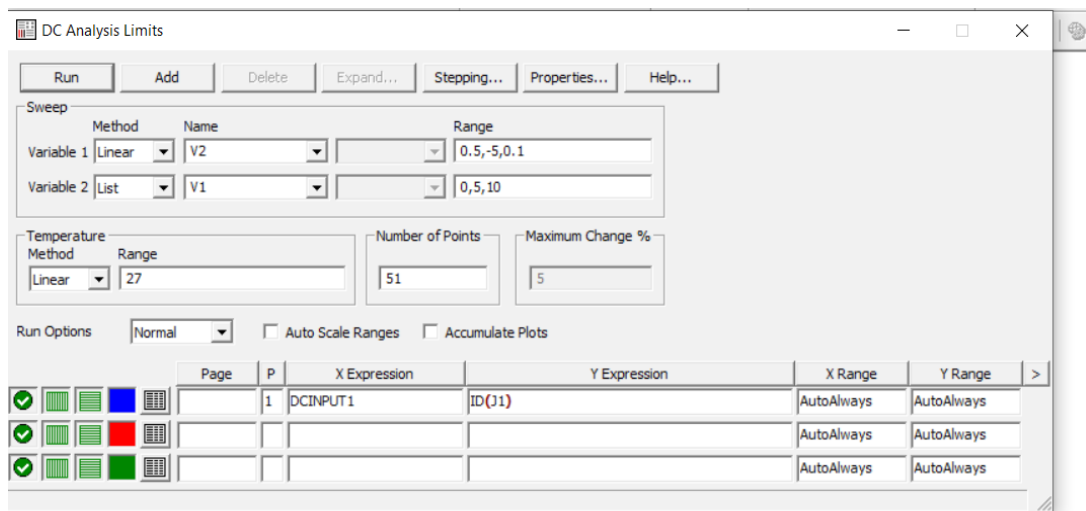 DC Analysis Limits
Run Add Delete Expand... Stepping... Properties... Help...
Sweep
Method Name Range
Variable 1 Linear V2 0.5,-5,0.1
Variable 2 List V1 0,5,10
Temperature Number of Points Maximum Change %
Method Range
Linear 27 51 5
Run Options Normal Auto Scale Ranges Accumulate Plots
Page P X Expression Y Expression X Range Y Range >
1 DCINPUT1 ID(J1) AutoAlways AutoAlways
AutoAlways AutoAlways
AutoAlways AutoAlways